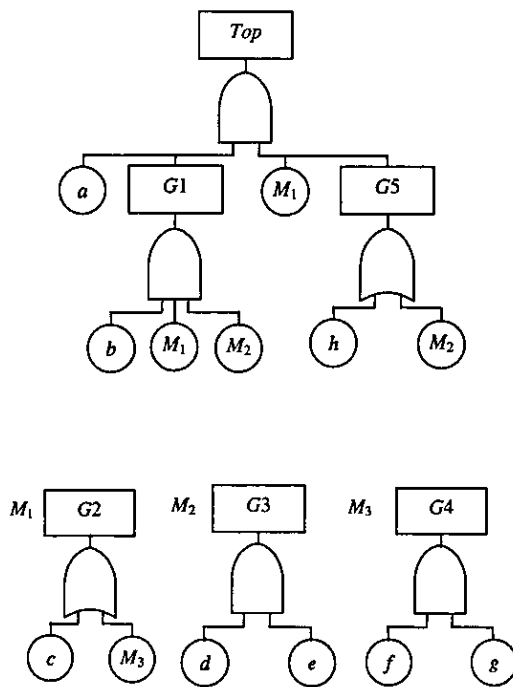 Top
a G1 M₁ G5
b M₁ M₂ h M₂
M₁ G2 M₂ G3 M₃ G4
c M₃ d e f g